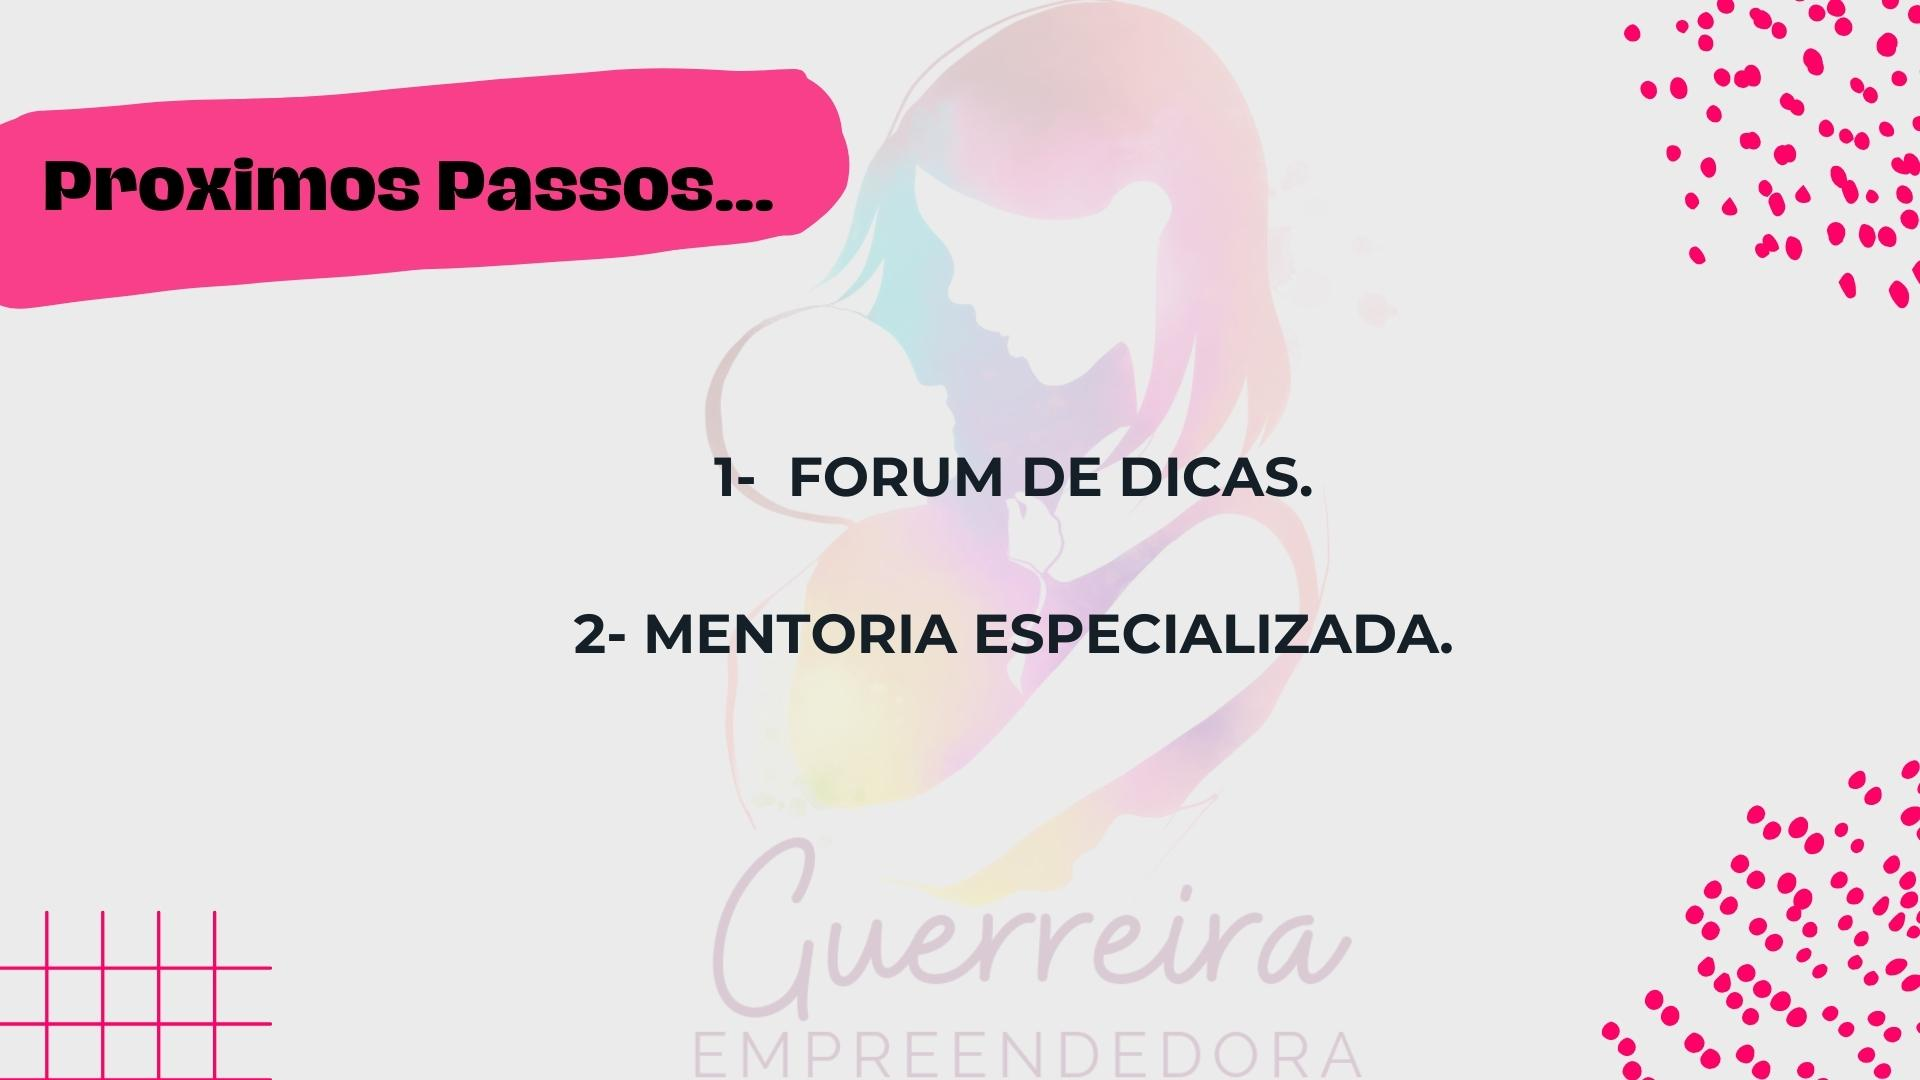 Proximos Passos...
1- FORUM DE DICAS.
2- MENTORIA ESPECIALIZADA.
Guerreira
EMPREENDEDORA